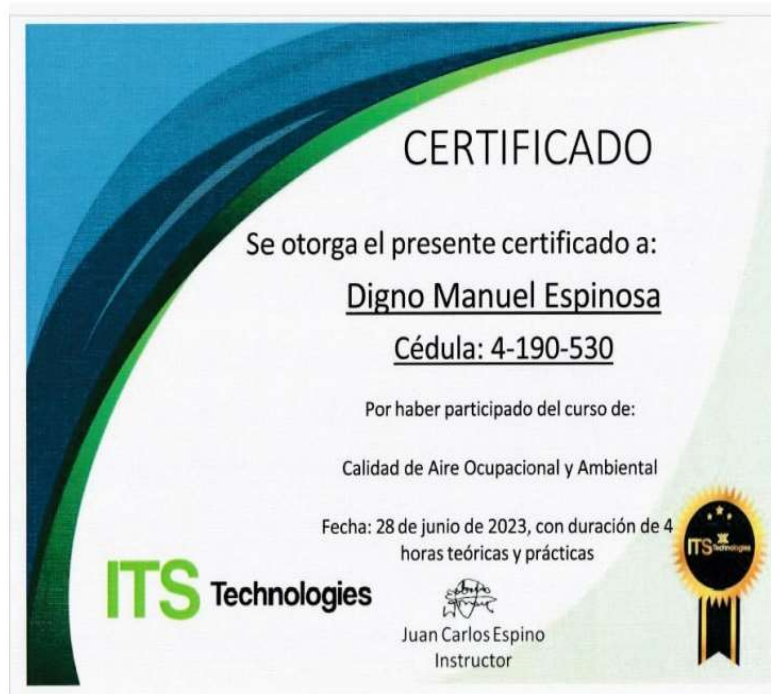 CERTIFICADO
Se otorga el presente certificado a:
Digno Manuel Espinosa
Cédula: 4-190-530
Por haber participado del curso de:
Calidad de Aire Ocupacional y Ambiental
Fecha: 28 de junio de 2023, con duración de 4
horas teóricas y prácticas
ITS Technologies
Juan Carlos Espino
Instructor
ITS Technologies